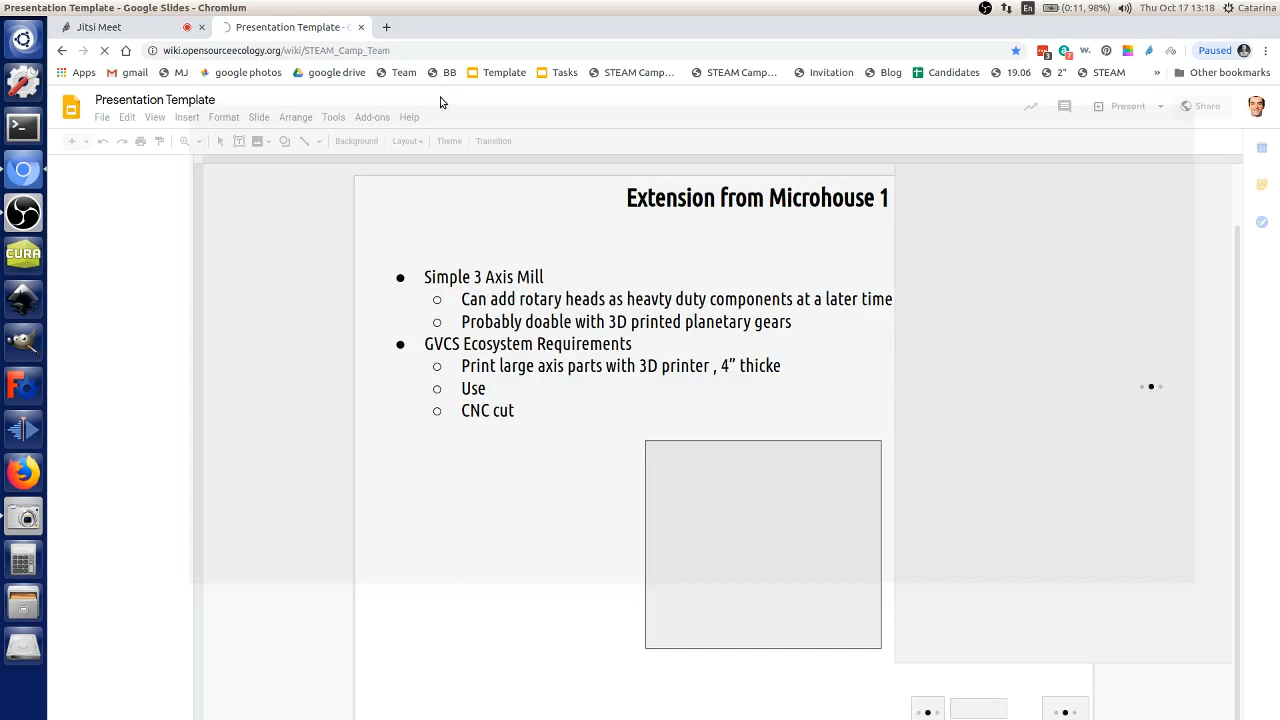 Presentation Template - Google Slides - Chromium
En
(0:11, 98%)
Thu Oct 17 13:18
Catarina
Jitsi Meet
Presentation Template - G
wiki.opensourceecology.org/wiki/STEAM_Camp_Team
3
7
w.
Paused
Apps
gmail
MJ
google photos
google drive
Team
BB
Template
Tasks
STEAM Camp...
STEAM Camp...
Invitation
Blog
Candidates
19.06
2"
STEAM
»
Other bookmarks
Presentation Template
Present
Share
File Edit View Insert Format Slide Arrange Tools Add-ons Help
Background
Layout
Theme
Transition
Extension from Microhouse 1
● Simple 3 Axis Mill
○ Can add rotary heads as heavty duty components at a later time
○ Probably doable with 3D printed planetary gears
● GVCS Ecosystem Requirements
○ Print large axis parts with 3D printer , 4” thicke
○ Use
○ CNC cut
CURA